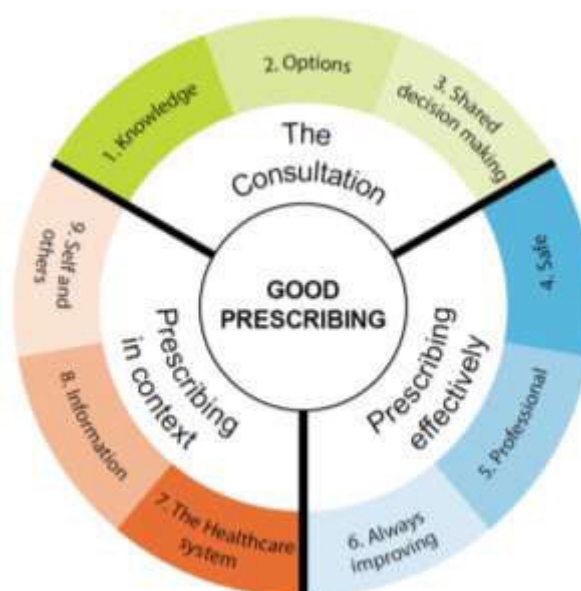 1. Knowledge
2. Options
3. Shared
decision making
The
Consultation
4. Safe
5. Professional
6. Always
improving
Prescribing
effectively
7. The Healthcare
system
8. Information
9. Self and
others
Prescribing
in context
GOOD
PRESCRIBING